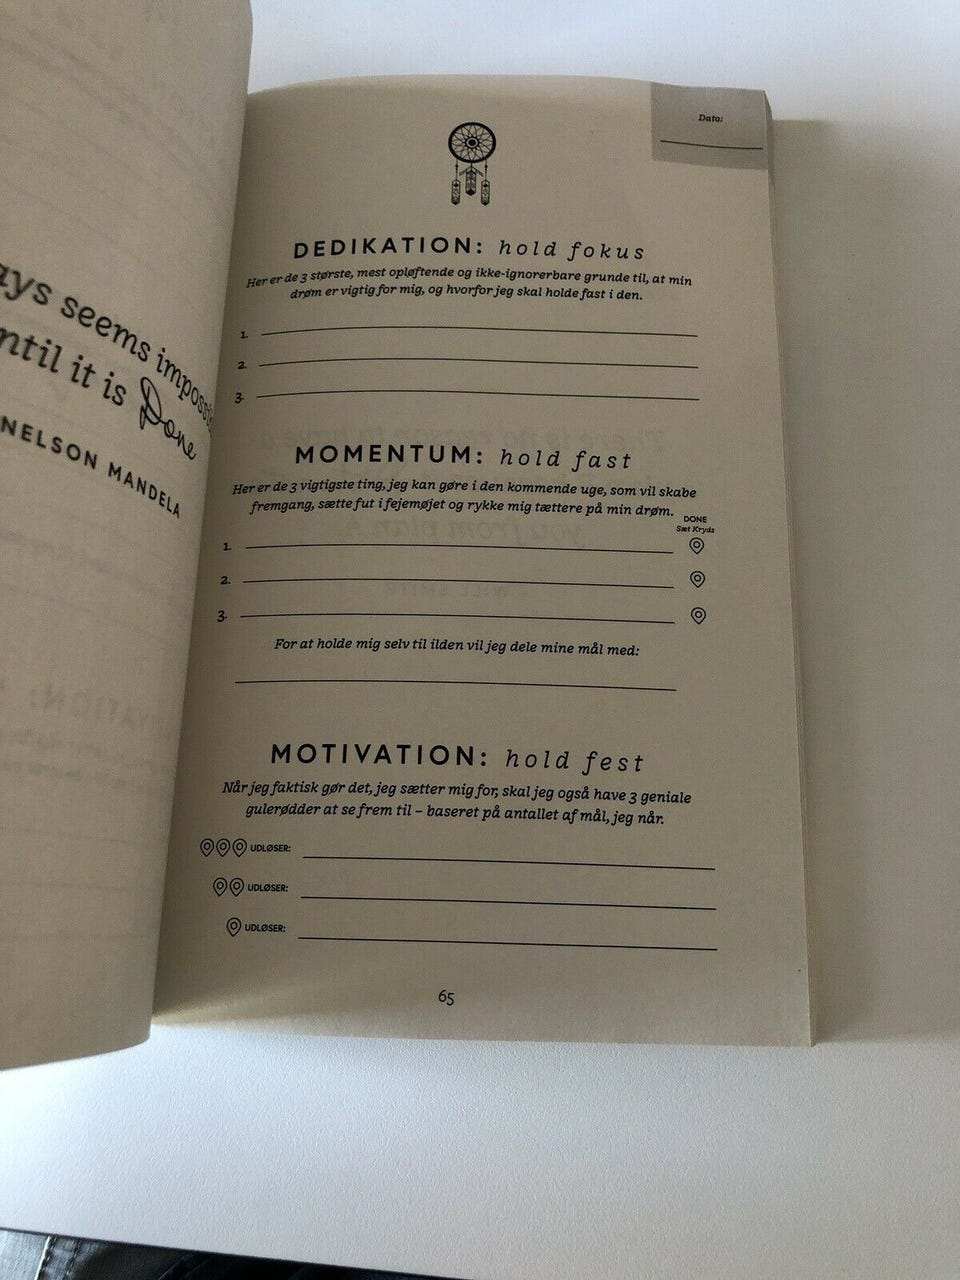 ays seems impossi
ntil it is Done
NELSON MANDELA
Dato:
DEDIKATION: hold fokus
Her er de 3 største, mest opløftende og ikke-ignorerbare grunde til, at min
drøm er vigtig for mig, og hvorfor jeg skal holde fast i den.
1.
2.
3.
MOMENTUM: hold fast
Her er de 3 vigtigste ting, jeg kan gøre i den kommende uge, som vil skabe
fremgang, sætte fut i fejemøjet og rykke mig tættere på min drøm.
DONE
Sæt Kryds
1.
2.
3.
For at holde mig selv til ilden vil jeg dele mine mål med:
MOTIVATION: hold fest
Når jeg faktisk gør det, jeg sætter mig for, skal jeg også have 3 geniale
gulerødder at se frem til – baseret på antallet af mål, jeg når.
UDLØSER:
UDLØSER:
UDLØSER:
65